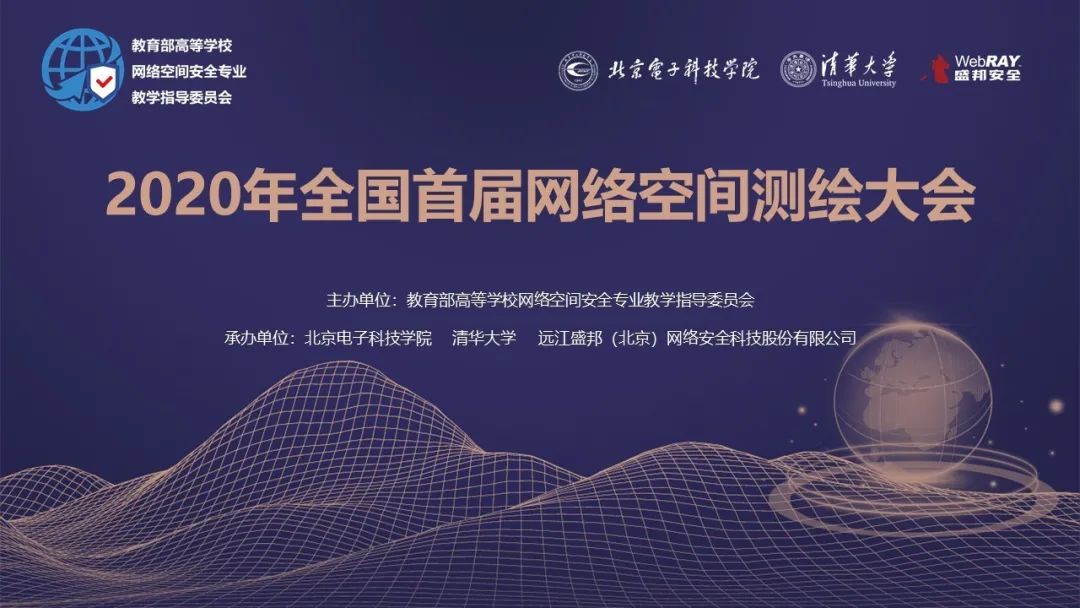 教育部高等学校
网络空间安全专业
教学指导委员会
北京電子科技学院
清華大学
Tsinghua University
WebRAY
盛邦安全
2020年全国首届网络空间测绘大会
主办单位：教育部高等学校网络空间安全专业教学指导委员会
承办单位：北京电子科技学院 清华大学 远江盛邦（北京）网络安全科技股份有限公司